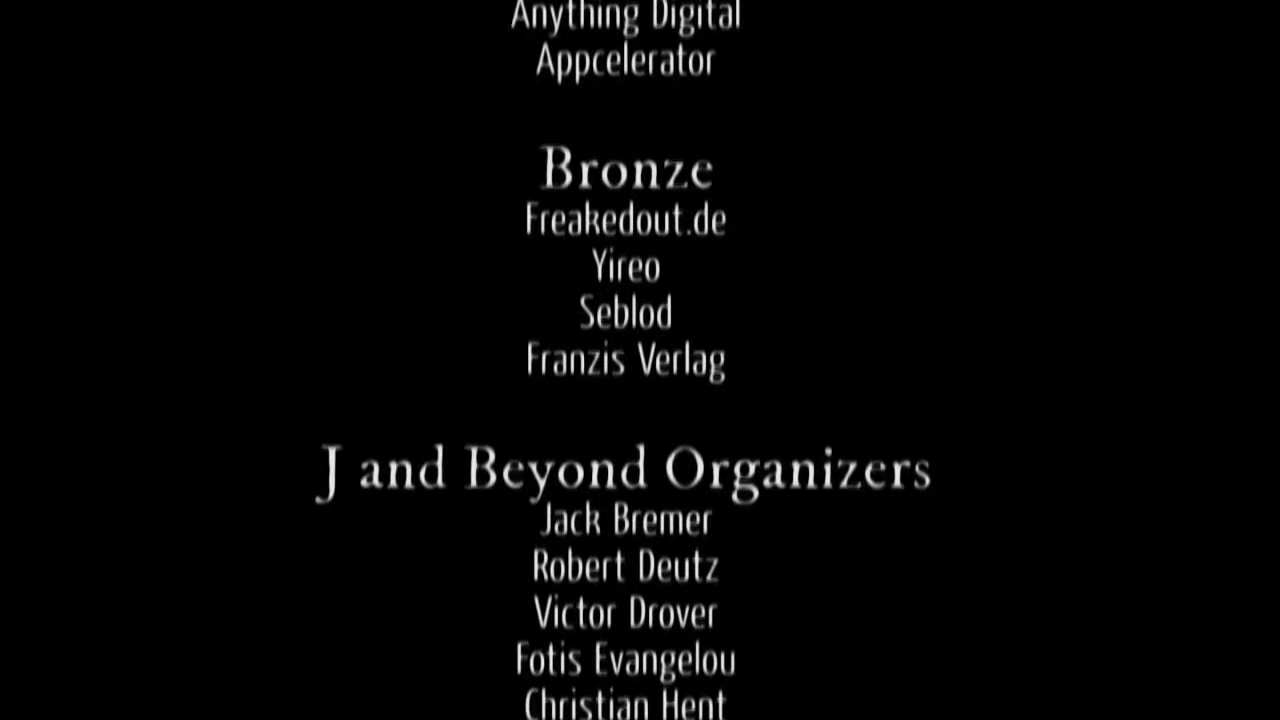 Anything Digital
Appcelerator
Bronze
Freakedout.de
Yireo
Seblod
Franzis Verlag
J and Beyond Organizers
Jack Bremer
Robert Deutz
Victor Drover
Fotis Evangelou
Christian Hent